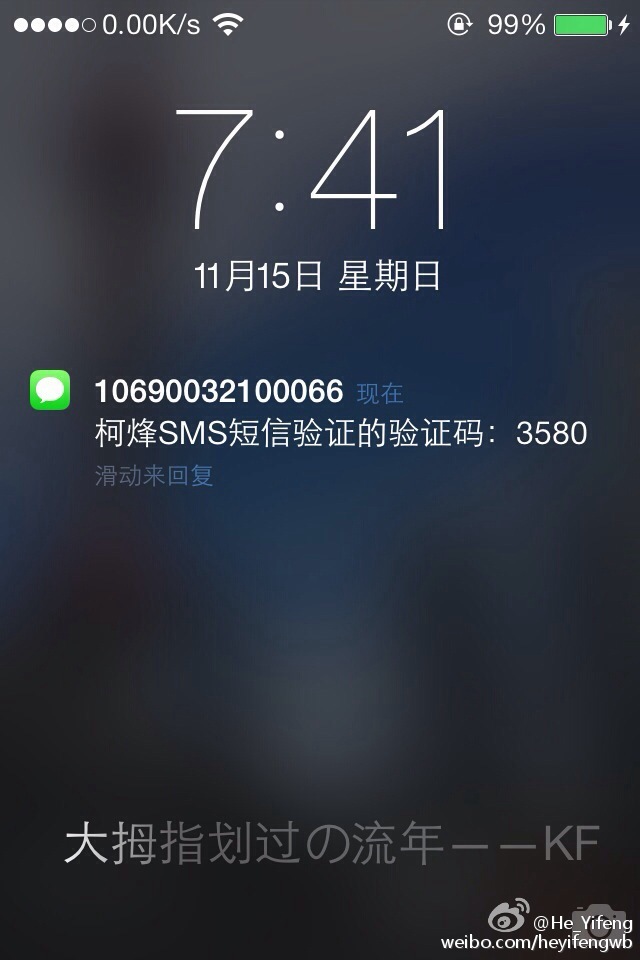 0.00K/s 99%
7:41
11月15日 星期日
10690032100066 现在
柯烽SMS短信验证的验证码：3580
滑动来回复
大拇指划过の流年——KF
@He_Yifeng
weibo.com/heyifengwb